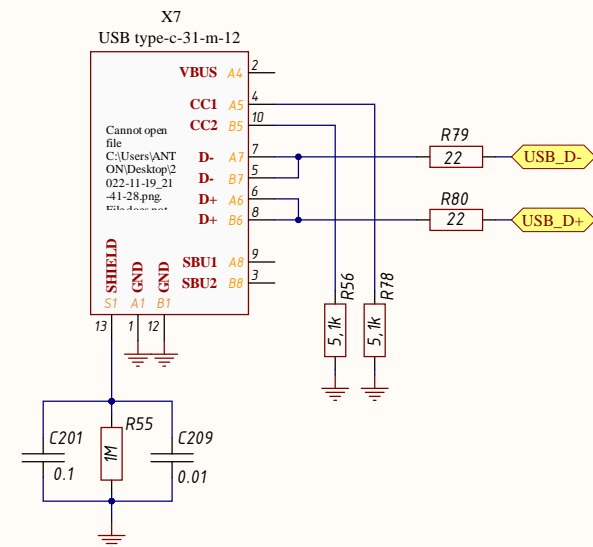 X7
USB type-c-31-m-12
VBUS A4 2
CC1 A5 4
CC2 B5 10
D- A7 7
D- B7 5
D+ A6 6
D+ B6 8
SBU1 A8 9
SBU2 B8 3
Cannot open
file
C:\Users\ANT
ON\Desktop\2
022-11-19_21
-41-28.png.
File does not
SHIELD S1 13
GND A1 1
GND B1 12
R79
22
USB_D-
R80
22
USB_D+
R56
5,1k
R78
5,1k
C201
0.1
R55
1M
C209
0.01